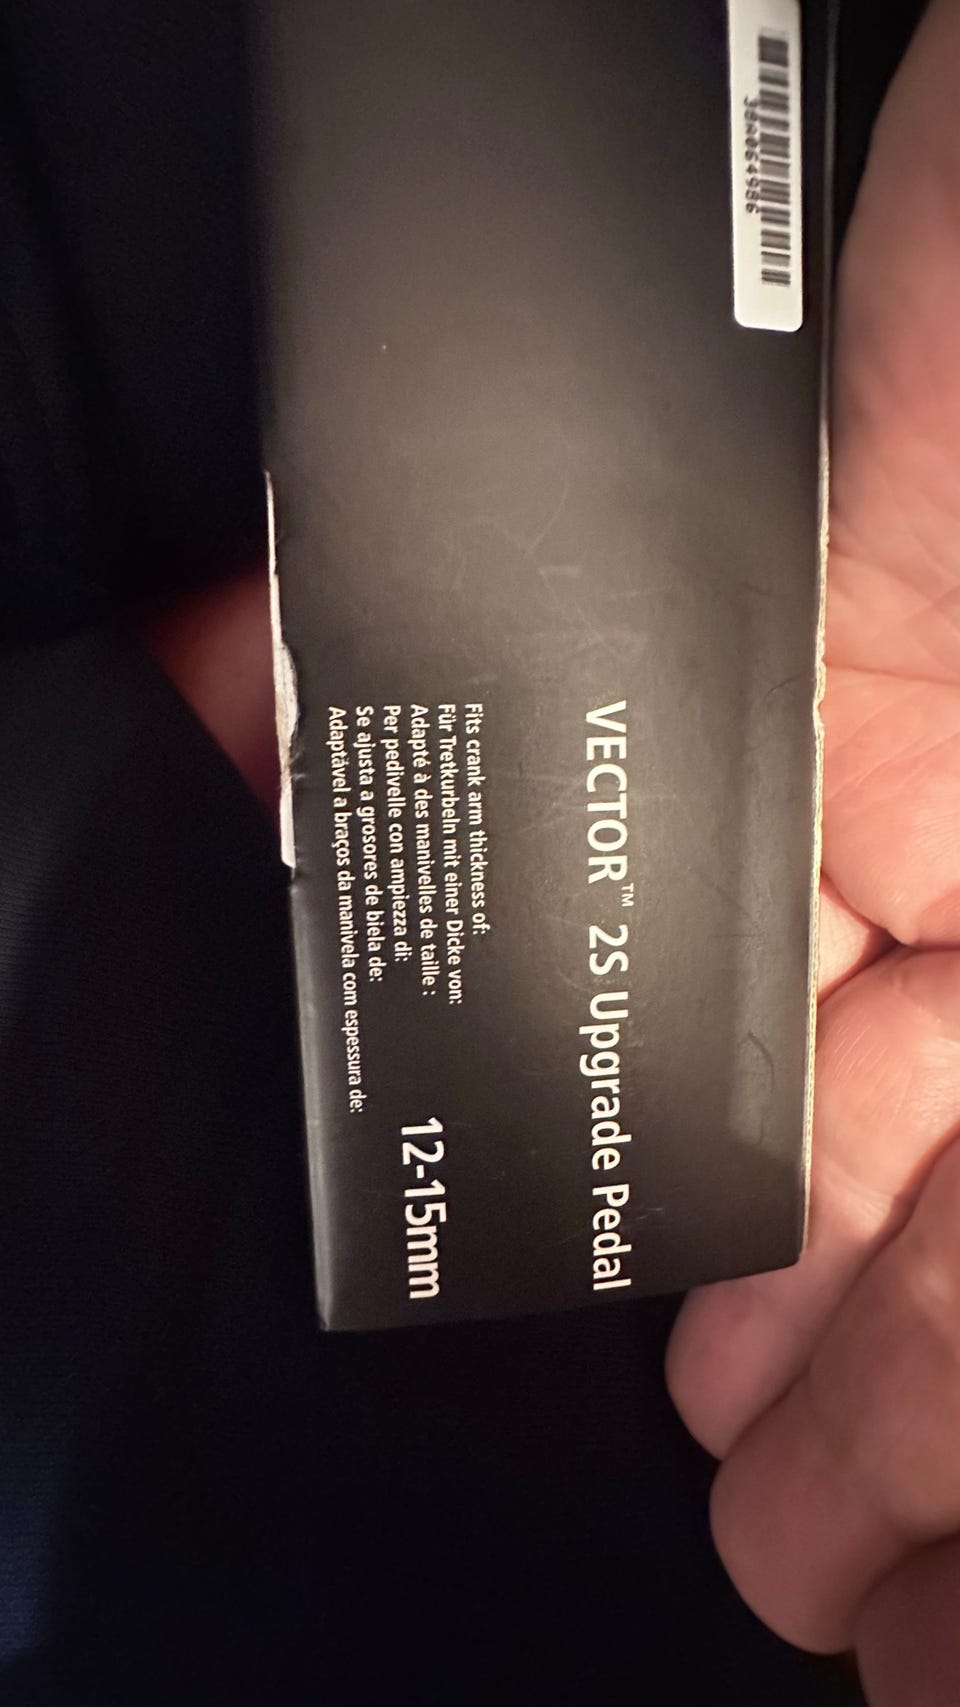 VECTOR™ 2S Upgrade Pedal
Fits crank arm thickness of:
Für Tretkurbeln mit einer Dicke von:
Adapté à des manivelles de taille :
Per pedivelle con ampiezza di:
Se ajusta a grosores de biela de:
Adaptável a braços da manivela com espessura de:
12-15mm